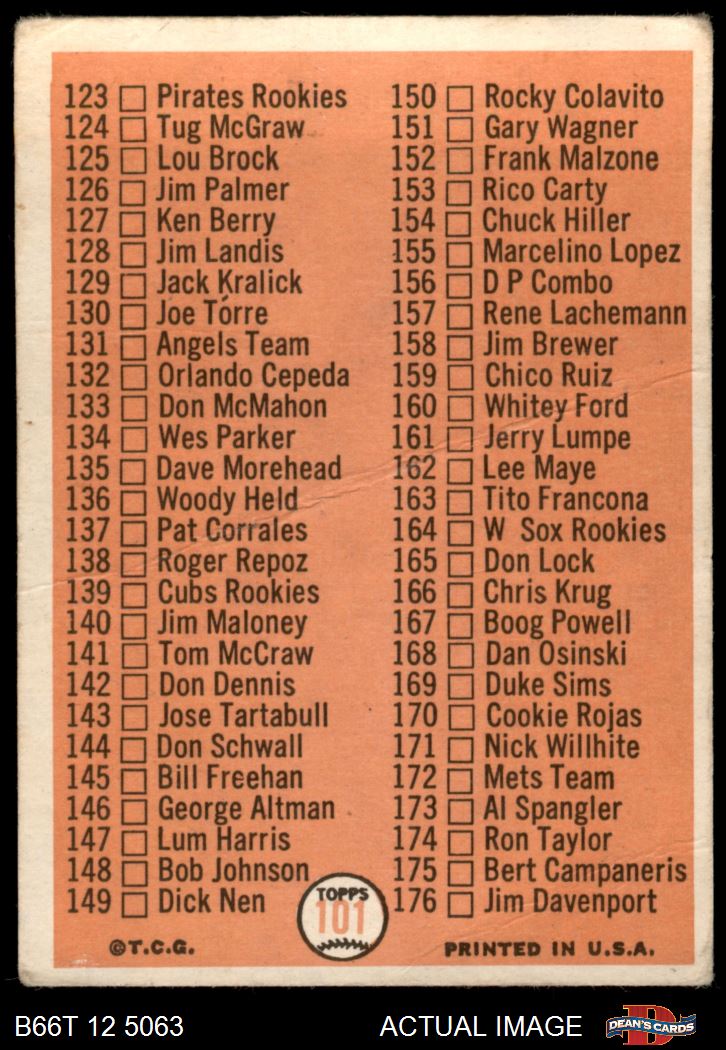 123 Pirates Rookies
124 Tug McGraw
125 Lou Brock
126 Jim Palmer
127 Ken Berry
128 Jim Landis
129 Jack Kralick
130 Joe Torre
131 Angels Team
132 Orlando Cepeda
133 Don McMahon
134 Wes Parker
135 Dave Morehead
136 Woody Held
137 Pat Corrales
138 Roger Repoz
139 Cubs Rookies
140 Jim Maloney
141 Tom McCraw
142 Don Dennis
143 Jose Tartabull
144 Don Schwall
145 Bill Freehan
146 George Altman
147 Lum Harris
148 Bob Johnson
149 Dick Nen
150 Rocky Colavito
151 Gary Wagner
152 Frank Malzone
153 Rico Carty
154 Chuck Hiller
155 Marcelino Lopez
156 D P Combo
157 Rene Lachemann
158 Jim Brewer
159 Chico Ruiz
160 Whitey Ford
161 Jerry Lumpe
162 Lee Maye
163 Tito Francona
164 W Sox Rookies
165 Don Lock
166 Chris Krug
167 Boog Powell
168 Dan Osinski
169 Duke Sims
170 Cookie Rojas
171 Nick Willhite
172 Mets Team
173 Al Spangler
174 Ron Taylor
175 Bert Campaneris
176 Jim Davenport
TOPPS
101
©T.C.G.
PRINTED IN U.S.A.
B66T 12 5063
ACTUAL IMAGE
DEAN'S CARDS